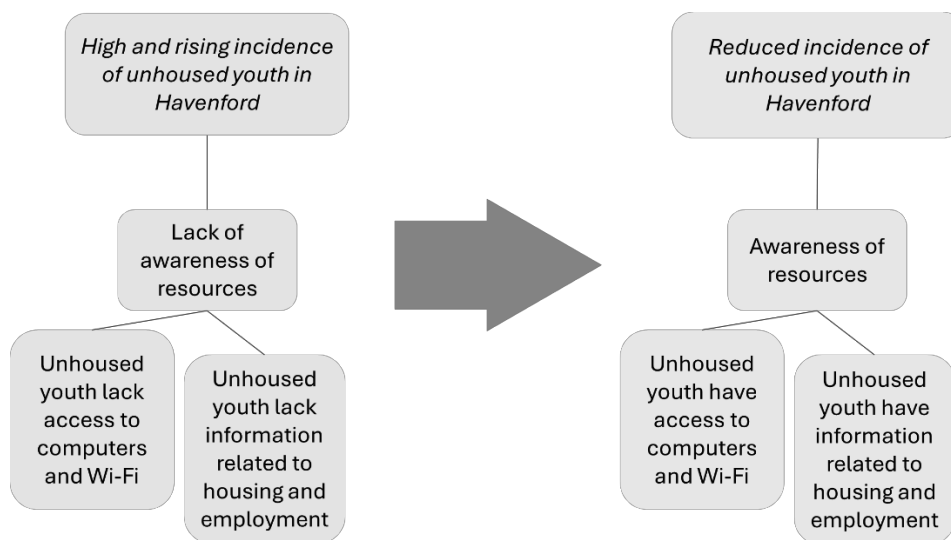 High and rising incidence
of unhoused youth in
Havenford
Lack of
awareness of
resources
Unhoused
youth lack
access to
computers
and Wi-Fi
Unhoused
youth lack
information
related to
housing and
employment
Reduced incidence of
unhoused youth in
Havenford
Awareness of
resources
Unhoused
youth have
access to
computers
and Wi-Fi
Unhoused
youth have
information
related to
housing and
employment